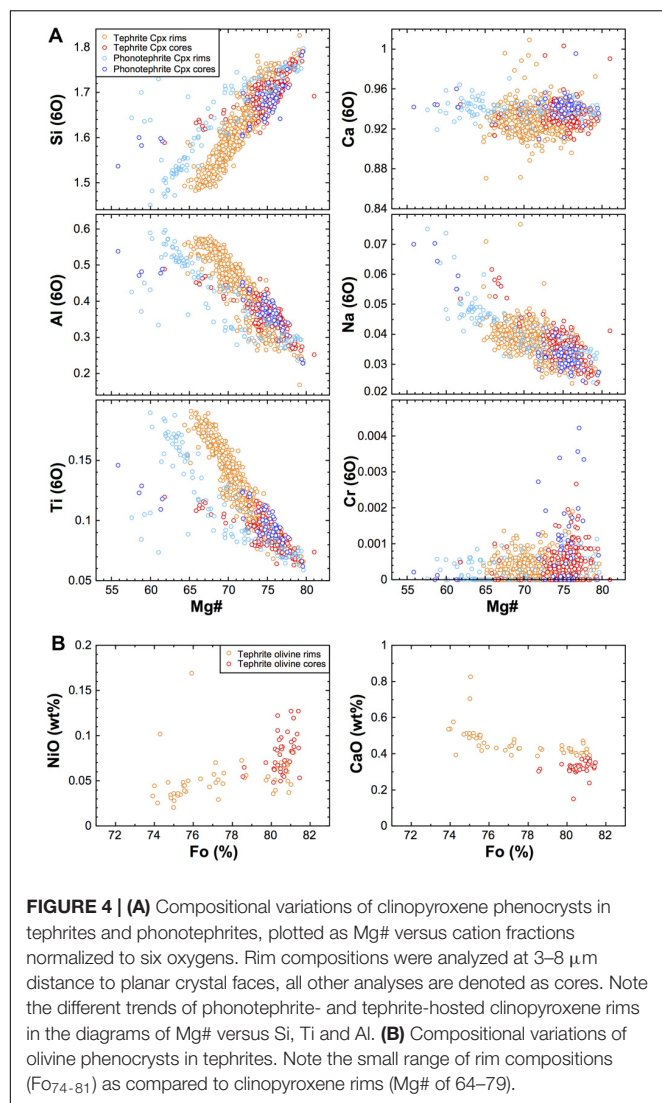 A
Tephrite Cpx rims
Tephrite Cpx cores
Phonotephrite Cpx rims
Phonotephrite Cpx cores
1.8
1.7
1.6
1.5
Si (6O)
1
0.96
0.92
0.88
0.84
Ca (6O)
0.6
0.5
0.4
0.3
0.2
Al (6O)
0.07
0.06
0.05
0.04
0.03
0.02
Na (6O)
0.15
0.1
0.05
Ti (6O)
55 60 65 70 75 80
Mg#
0.004
0.003
0.002
0.001
0
Cr (6O)
55 60 65 70 75 80
Mg#
B
Tephrite olivine rims
Tephrite olivine cores
0.2
0.15
0.1
0.05
0
NiO (wt%)
72 74 76 78 80 82
Fo (%)
1
0.8
0.6
0.4
0.2
0
CaO (wt%)
72 74 76 78 80 82
Fo (%)
FIGURE 4 | (A) Compositional variations of clinopyroxene phenocrysts in
tephrites and phonotephrites, plotted as Mg# versus cation fractions
normalized to six oxygens. Rim compositions were analyzed at 3–8 μm
distance to planar crystal faces, all other analyses are denoted as cores. Note
the different trends of phonotephrite- and tephrite-hosted clinopyroxene rims
in the diagrams of Mg# versus Si, Ti and Al. (B) Compositional variations of
olivine phenocrysts in tephrites. Note the small range of rim compositions
(Fo74-81) as compared to clinopyroxene rims (Mg# of 64–79).